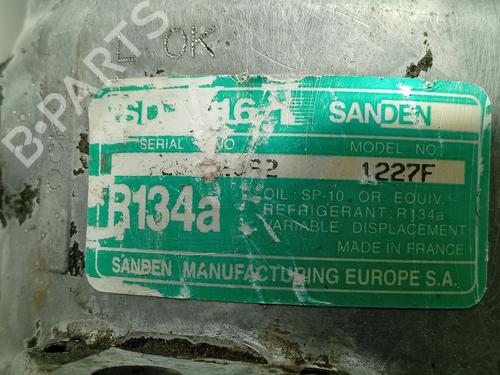 L OK
B-PARTS
SANDEN
SERIAL NO
MODEL NO.
1227F
R134a
OIL: SP-10 OR EQUIV.
REFRIGERANT: R134a
VARIABLE DISPLACEMENT
MADE IN FRANCE
SANDEN MANUFACTURING EUROPE S.A.